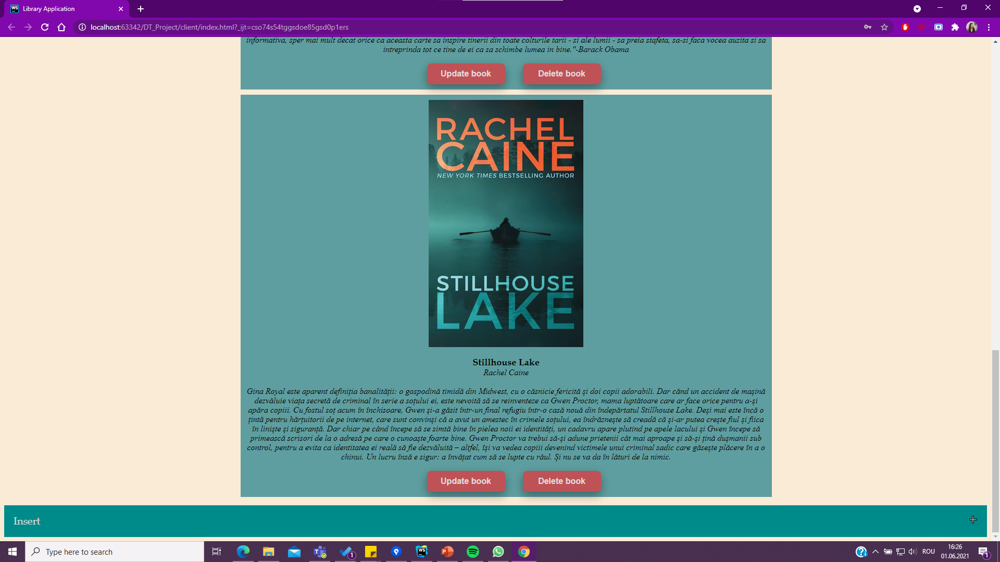 Library Application
localhost:63342/DT_Project/client/index.html?_ijt=cso74s54tggsdoe85gsd0p1ers
informativa, sper mai mult decat orice ca aceasta carte sa inspire tinerii din toate colturile tarii - si ale lumii - sa preia stafeta, sa-si faca vocea auzita si sa
intreprinda tot ce tine de ei ca sa schimbe lumea in bine."-Barack Obama
Update book Delete book
RACHEL
CAINE
NEW YORK TIMES BESTSELLING AUTHOR
STILLHOUSE
LAKE
Stillhouse Lake
Rachel Caine
Gina Royal este aparent definiția banalității: o gospodină timidă din Midwest, cu o căsnicie fericită și doi copii adorabili. Dar când un accident de mașină
dezvăluie viața secretă de criminal în serie a soțului ei, este nevoită să se reinventeze ca Gwen Proctor, mama luptătoare care ar face orice pentru a-și
apăra copiii. Cu fostul soț acum în închisoare, Gwen și-a găsit într-un final refugiu într-o casă nouă din îndepărtatul Stillhouse Lake. Deși mai este încă o
țintă pentru hărțuitorii de pe internet, care sunt convinși că a avut un amestec în crimele soțului, ea îndrăznește să creadă că și-ar putea crește fiul și fiica
în liniște și siguranță. Dar chiar pe când începe să se simtă bine în pielea noii ei identități, un cadavru apare plutind pe apele lacului și Gwen începe să
primească scrisori de la o adresă pe care o cunoaște foarte bine. Gwen Proctor va trebui să-și adune prietenii cât mai aproape și să-și țină dușmanii sub
control, pentru a evita ca identitatea ei reală să fie dezvăluită – altfel, își va vedea copiii devenind victimele unui criminal sadic care găsește plăcere în a o
chinui. Un lucru însă e sigur: a învățat cum să se lupte cu răul. Și nu se va da în lături de la nimic.
Update book Delete book
Insert
Type here to search
1
WS
ROU
16:26
01.06.2021
1